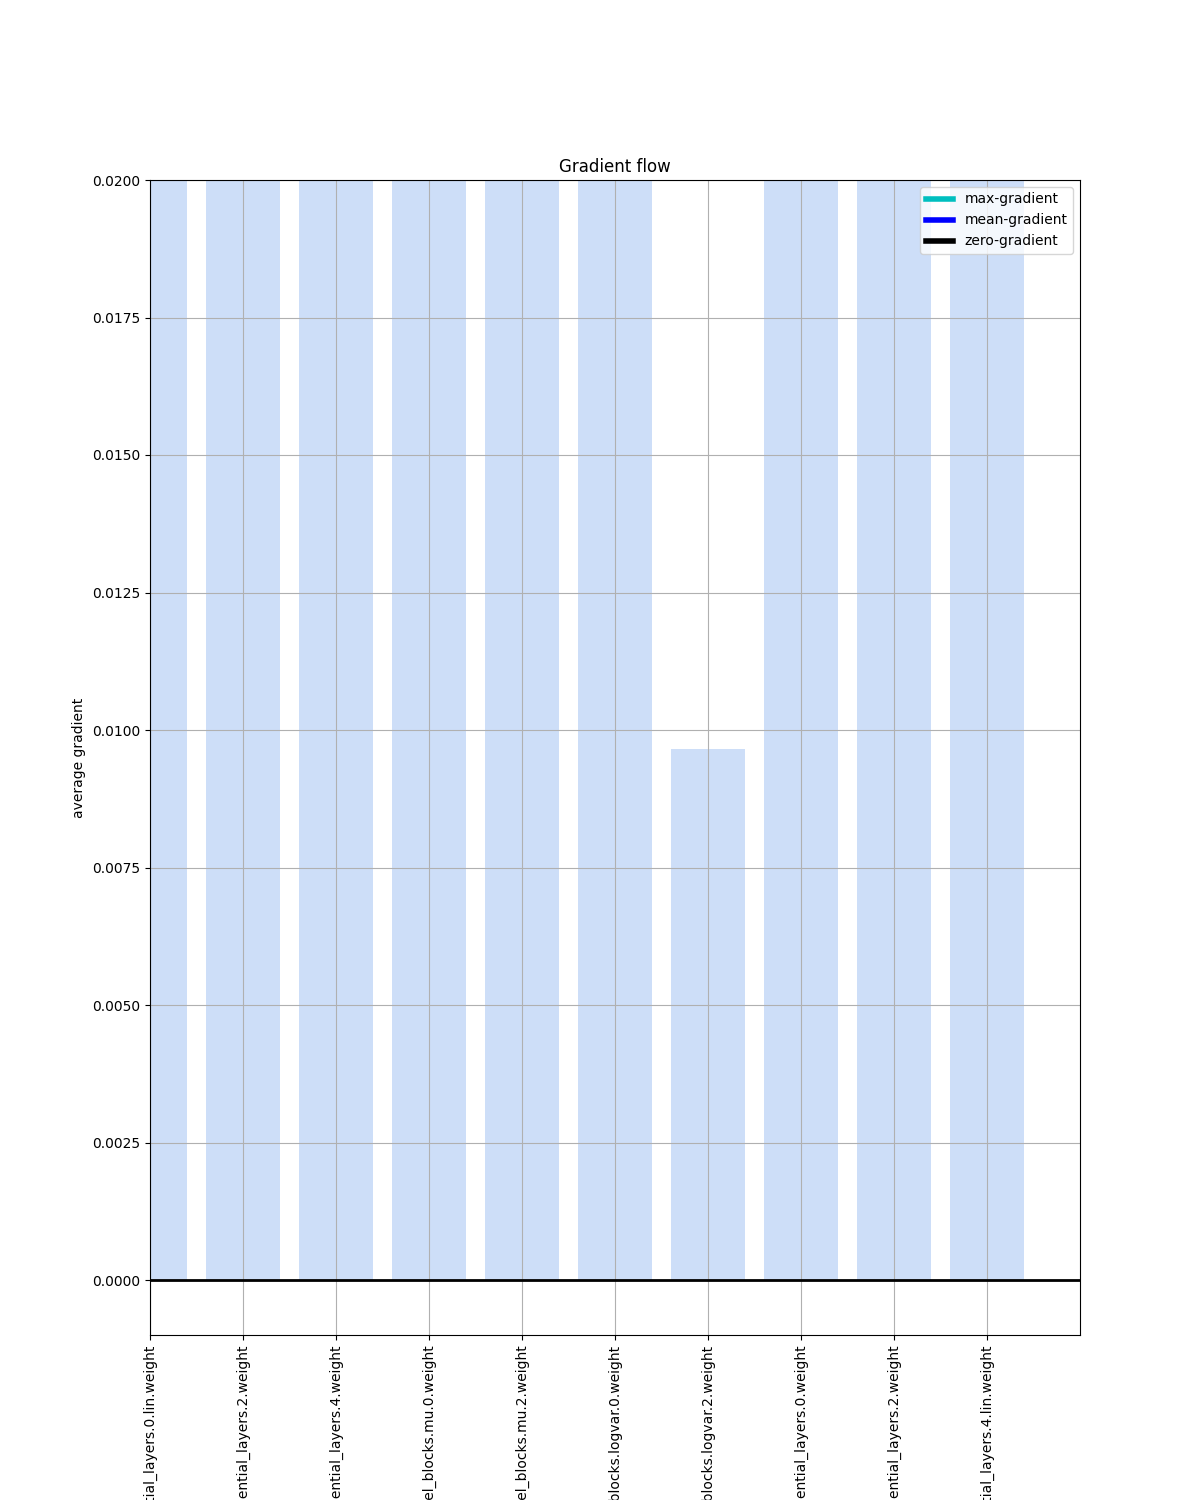 Gradient flow
max-gradient
mean-gradient
zero-gradient
0.0200
0.0175
0.0150
0.0125
0.0100
0.0075
0.0050
0.0025
0.0000
average gradient
tial_layers.0.lin.weight
ential_layers.2.weight
ential_layers.4.weight
el_blocks.mu.0.weight
el_blocks.mu.2.weight
blocks.logvar.0.weight
blocks.logvar.2.weight
ential_layers.0.weight
ential_layers.2.weight
tial_layers.4.lin.weight